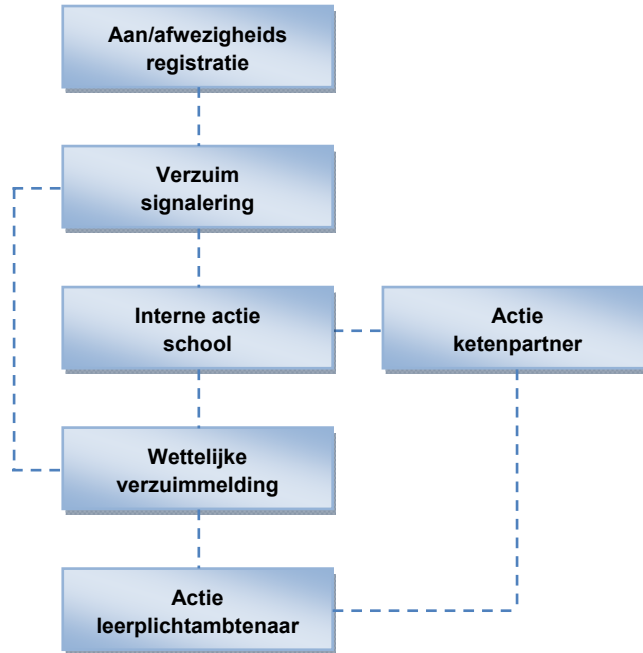 Aan/afwezigheids
registratie
Verzuim
signalering
Interne actie
school
Actie
ketenpartner
Wettelijke
verzuimmelding
Actie
leerplichtambtenaar